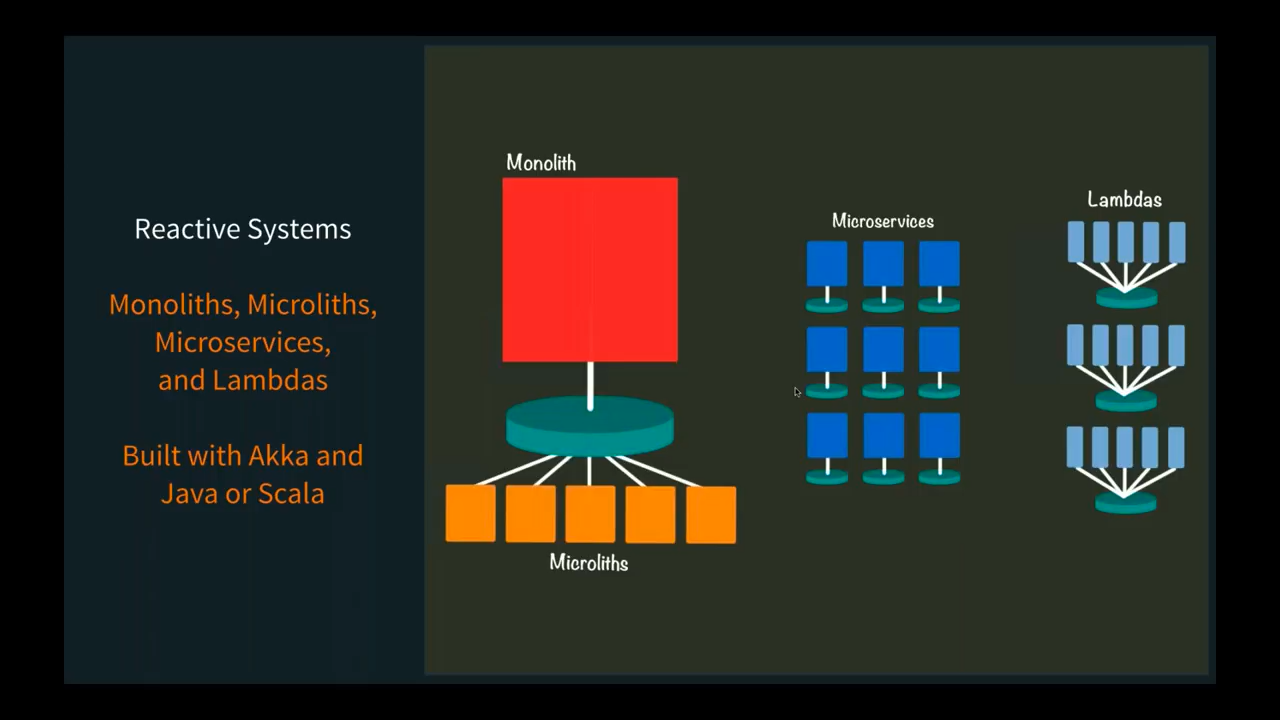 Reactive Systems
Monoliths, Microliths,
Microservices,
and Lambdas
Built with Akka and
Java or Scala
Monolith
Microliths
Microservices
Lambdas